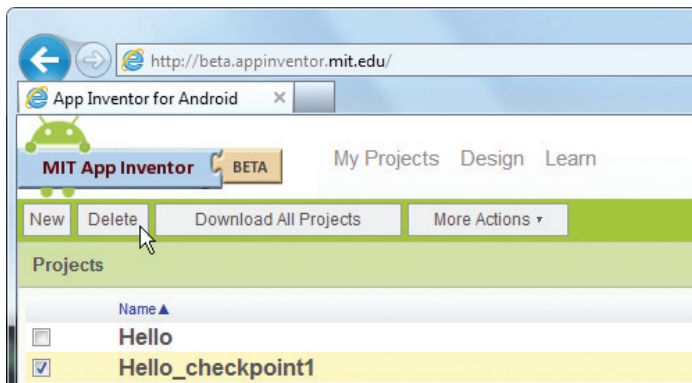 http://beta.appinventor.mit.edu/
App Inventor for Android
MIT App Inventor BETA
My Projects Design Learn
New Delete Download All Projects More Actions
Projects
Name
Hello
Hello_checkpoint1